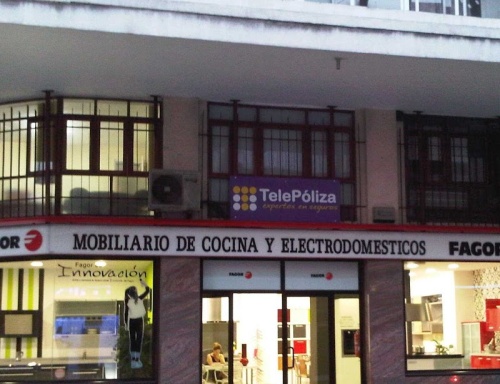 TelePóliza
expertos en seguros
OR
MOBILIARIO DE COCINA Y ELECTRODOMESTICOS
FAGOR
Fagor
Innovación
FAGOR
FAGOR